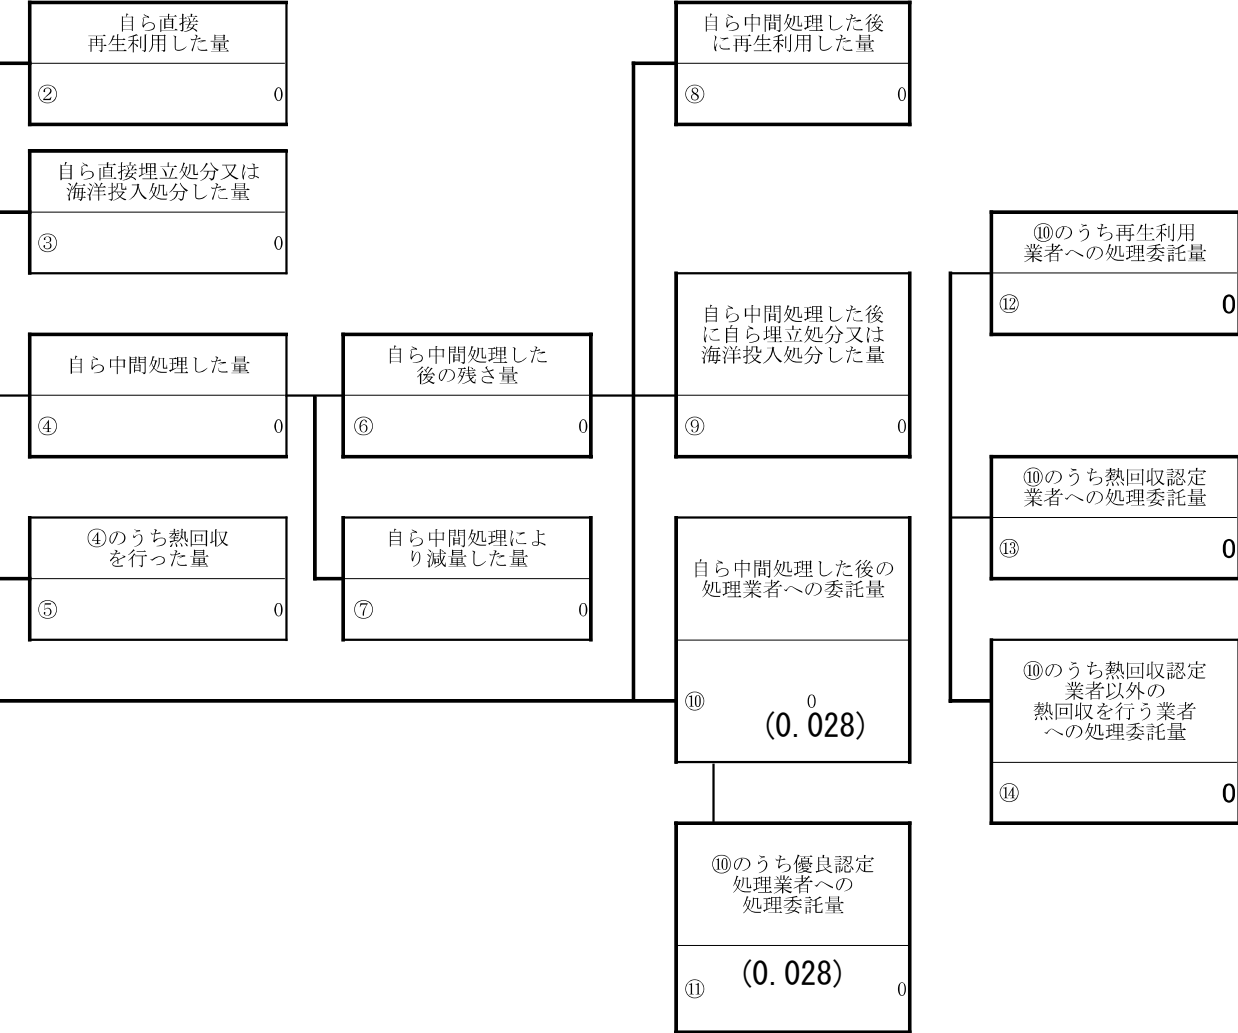 自ら直接
再生利用した量
② 0
自ら直接埋立処分又は
海洋投入処分した量
③ 0
自ら中間処理した量
④ 0
④のうち熱回収
を行った量
⑤ 0
自ら中間処理した
後の残さ量
⑥ 0
自ら中間処理によ
り減量した量
⑦ 0
自ら中間処理した後
に再生利用した量
⑧ 0
自ら中間処理した後
に自ら埋立処分又は
海洋投入処分した量
⑨ 0
自ら中間処理した後の
処理業者への委託量
⑩ 0
(0.028)
⑩のうち優良認定
処理業者への
処理委託量
(0.028)
⑪ 0
⑩のうち再生利用
業者への処理委託量
⑫ 0
⑩のうち熱回収認定
業者への処理委託量
⑬ 0
⑩のうち熱回収認定
業者以外の
熱回収を行う業者
への処理委託量
⑭ 0